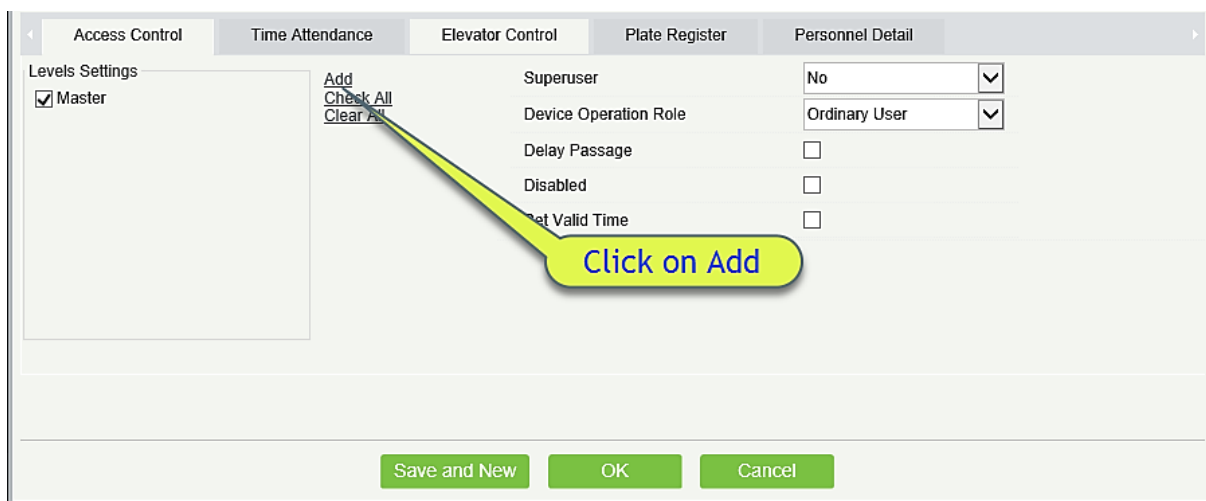 Access Control
Time Attendance
Elevator Control
Plate Register
Personnel Detail
Levels Settings
Master
Add
Check All
Clear All
Superuser
No
Device Operation Role
Ordinary User
Delay Passage
Disabled
Set Valid Time
Click on Add
Save and New
OK
Cancel